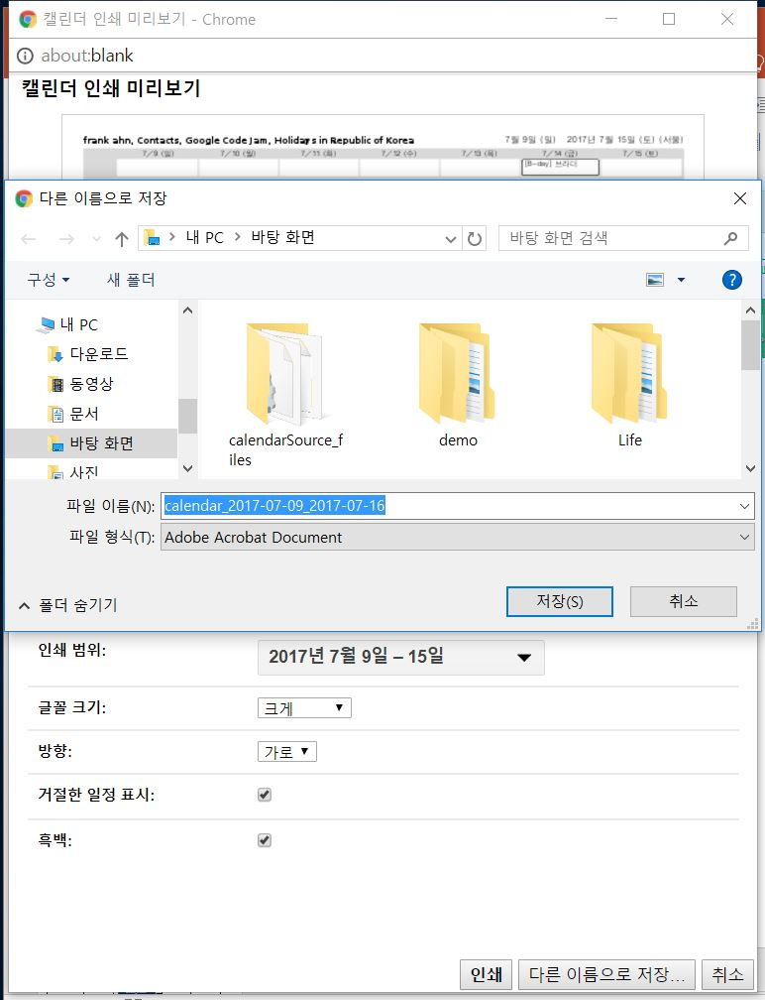 캘린더 인쇄 미리보기 - Chrome
about:blank
캘린더 인쇄 미리보기
frank ahn, Contacts, Google Code Jam, Holidays in Republic of Korea 7월 9일 (일) 2017년 7월 15일 (토) (서울)
7/9 (일) 7/10 (월) 7/11 (화) 7/12 (수) 7/13 (목) 7/14 (금) 7/15 (토)
[B-day] 브라더
다른 이름으로 저장
내 PC > 바탕 화면 바탕 화면 검색
구성 새 폴더
내 PC
다운로드
동영상
문서
바탕 화면
사진
calendarSource_f
iles
demo
Life
파일 이름(N): calendar_2017-07-09_2017-07-16
파일 형식(T): Adobe Acrobat Document
폴더 숨기기 저장(S) 취소
인쇄 범위: 2017년 7월 9일 – 15일
글꼴 크기: 크게
방향: 가로
거절한 일정 표시:
흑백:
인쇄 다른 이름으로 저장... 취소